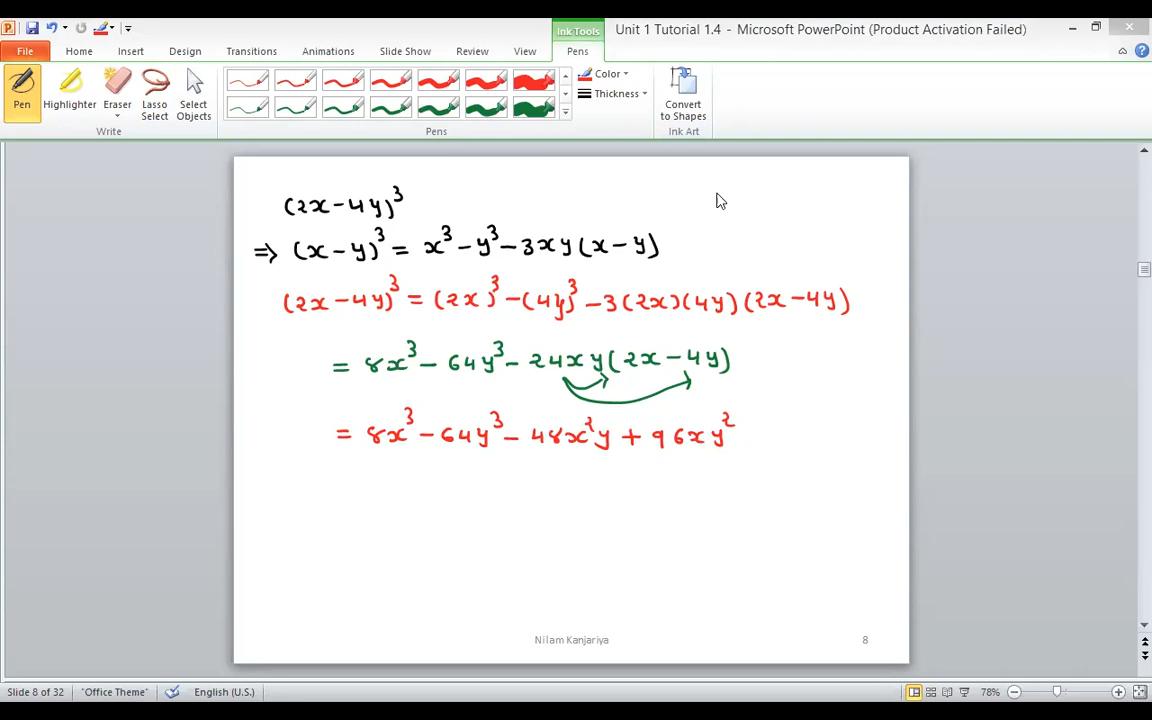 Ink Tools
Unit 1 Tutorial 1.4 - Microsoft PowerPoint (Product Activation Failed)
File Home Insert Design Transitions Animations Slide Show Review View Pens
Pen Highlighter Eraser Lasso Select Select Objects
Color
Thickness
Convert to Shapes
Write Pens Ink Art
(2x-4y)³
⇒ (x-y)³ = x³-y³-3xy(x-y)
(2x-4y)³ = (2x)³-(4y)³-3(2x)(4y)(2x-4y)
= 8x³-64y³-24xy(2x-4y)
= 8x³-64y³-48x²y+96xy²
Nilam Kanjariya 8
Slide 8 of 32 "Office Theme" English (U.S.) 78%